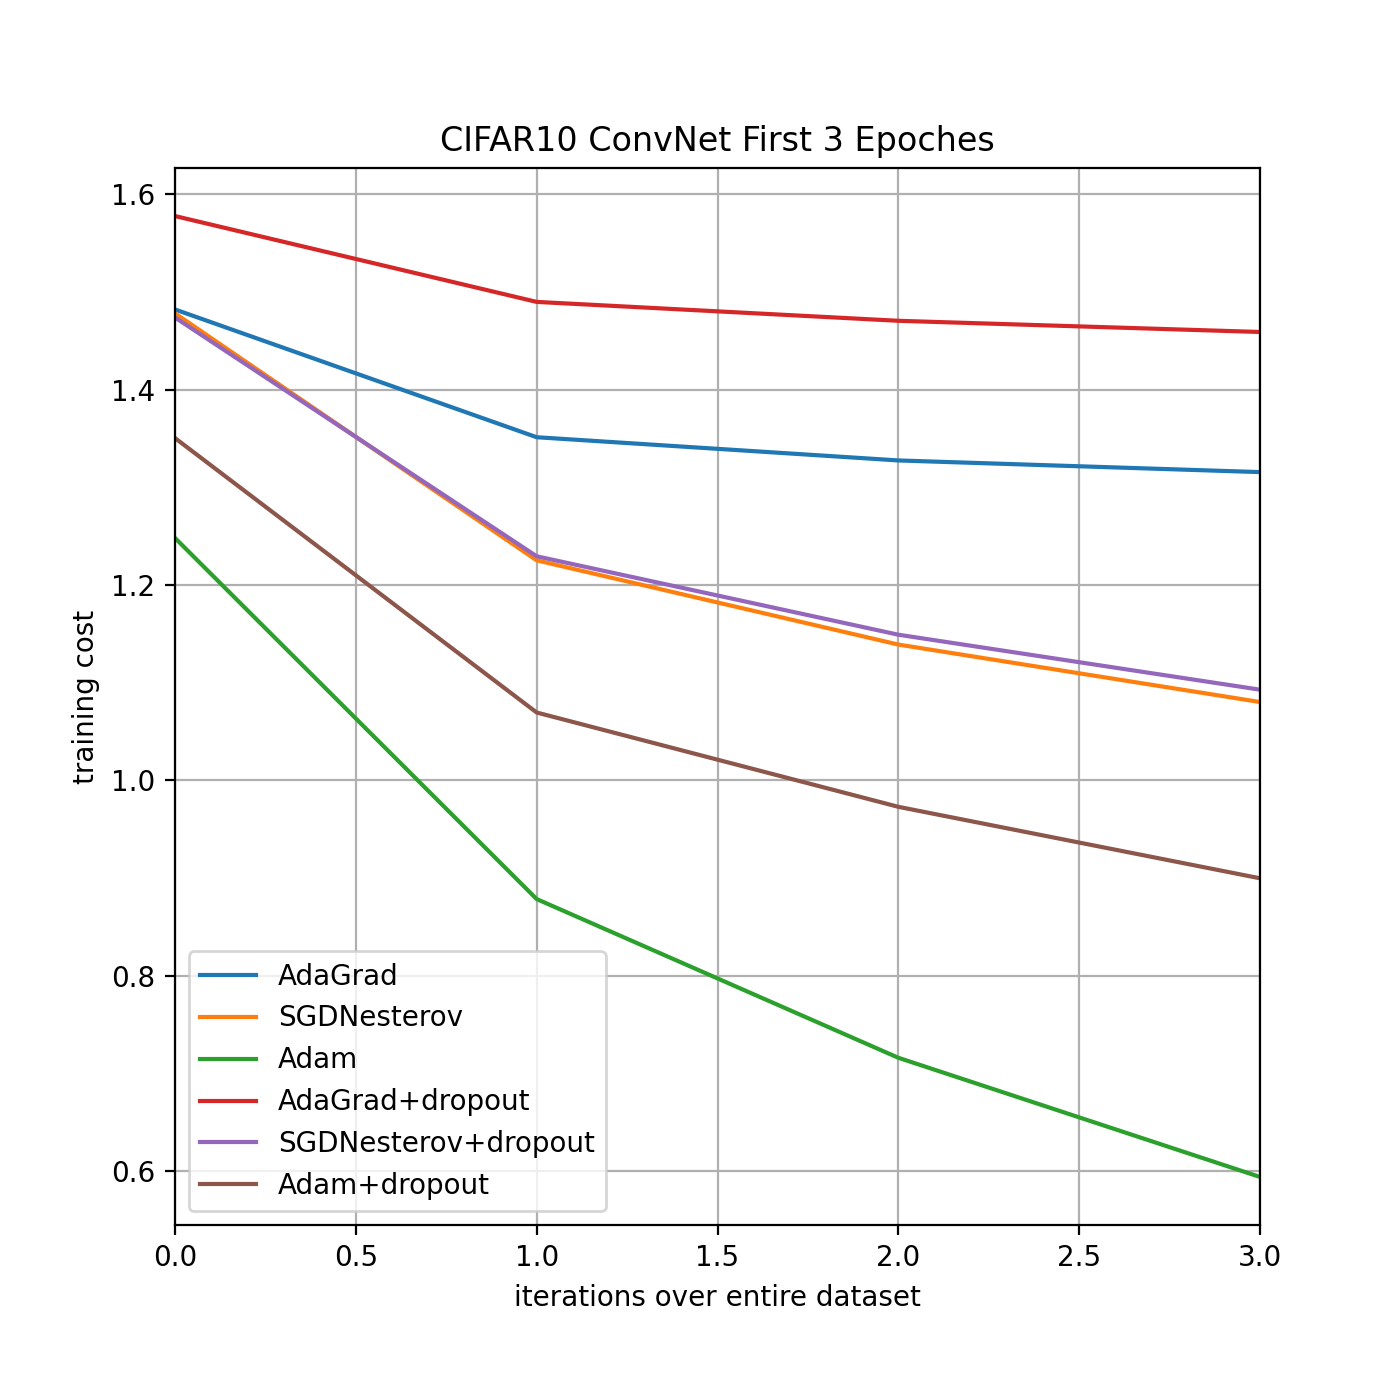 CIFAR10 ConvNet First 3 Epoches
1.6
1.4
1.2
1.0
0.8
0.6
training cost
AdaGrad
SGDNesterov
Adam
AdaGrad+dropout
SGDNesterov+dropout
Adam+dropout
0.0 0.5 1.0 1.5 2.0 2.5 3.0
iterations over entire dataset